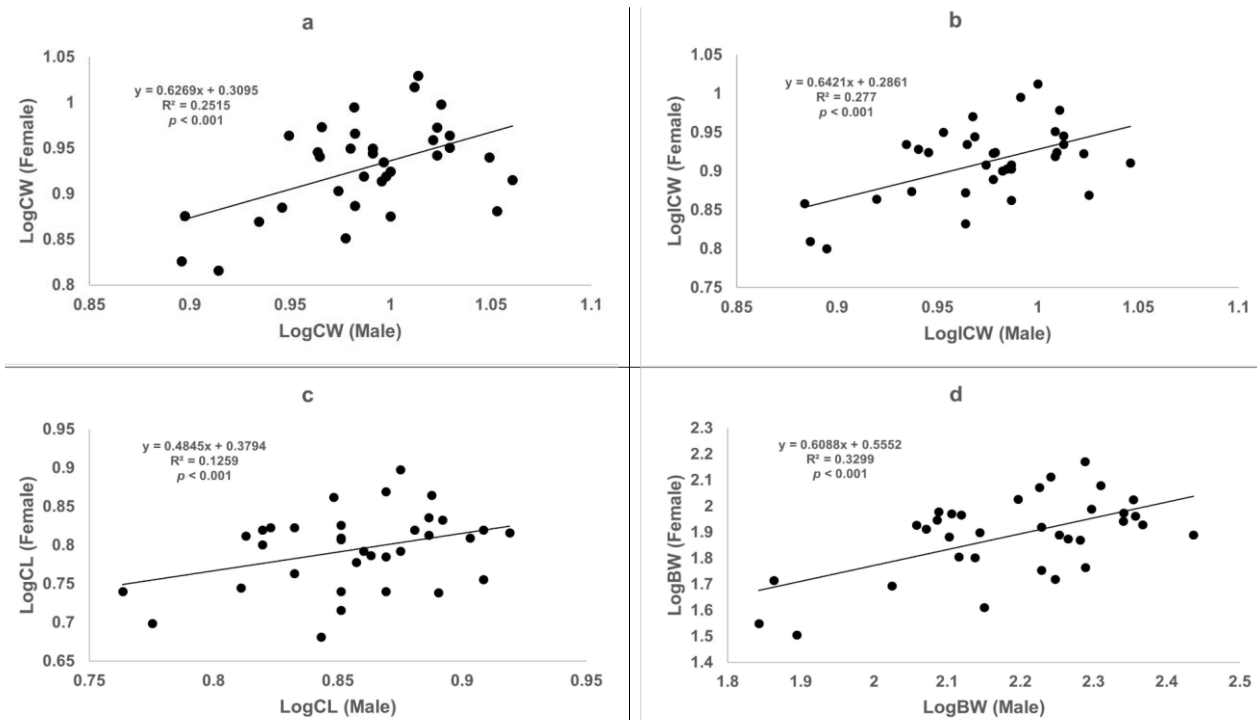 a
1.05
1
0.95
0.9
0.85
0.8
y = 0.6269x + 0.3095
R² = 0.2515
p < 0.001
LogCW (Female)
0.85 0.9 0.95 1 1.05 1.1
LogCW (Male)
b
1.05
1
0.95
0.9
0.85
0.8
0.75
y = 0.6421x + 0.2861
R² = 0.277
p < 0.001
LogICW (Female)
0.85 0.9 0.95 1 1.05 1.1
LogICW (Male)
c
0.95
0.9
0.85
0.8
0.75
0.7
0.65
y = 0.4845x + 0.3794
R² = 0.1259
p < 0.001
LogCL (Female)
0.75 0.8 0.85 0.9 0.95
LogCL (Male)
d
2.3
2.2
2.1
2
1.9
1.8
1.7
1.6
1.5
1.4
y = 0.6088x + 0.5552
R² = 0.3299
p < 0.001
LogBW (Female)
1.8 1.9 2 2.1 2.2 2.3 2.4 2.5
LogBW (Male)